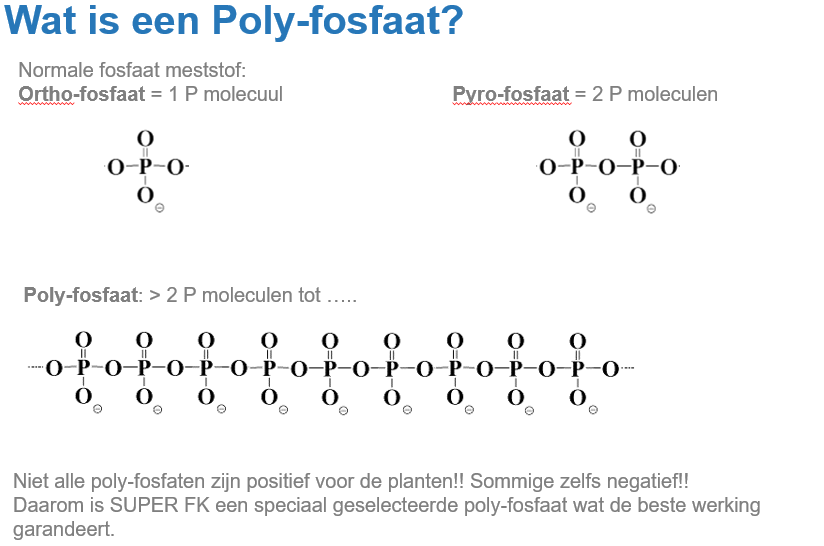 Wat is een Poly-fosfaat?
Normale fosfaat meststof:
Ortho-fosfaat = 1 P molecuul
Pyro-fosfaat = 2 P moleculen
O
O-P-O
O
⊖
O O
O-P-O-P-O
O O
⊖ ⊖
Poly-fosfaat: > 2 P moleculen tot …..
O O O O O O O O O
O-P-O-P-O-P-O-P-O-P-O-P-O-P-O-P-O-P-O
O O O O O O O O O
⊖ ⊖ ⊖ ⊖ ⊖ ⊖ ⊖ ⊖ ⊖
Niet alle poly-fosfaten zijn positief voor de planten!! Sommige zelfs negatief!!
Daarom is SUPER FK een speciaal geselecteerde poly-fosfaat wat de beste werking
garandeert.